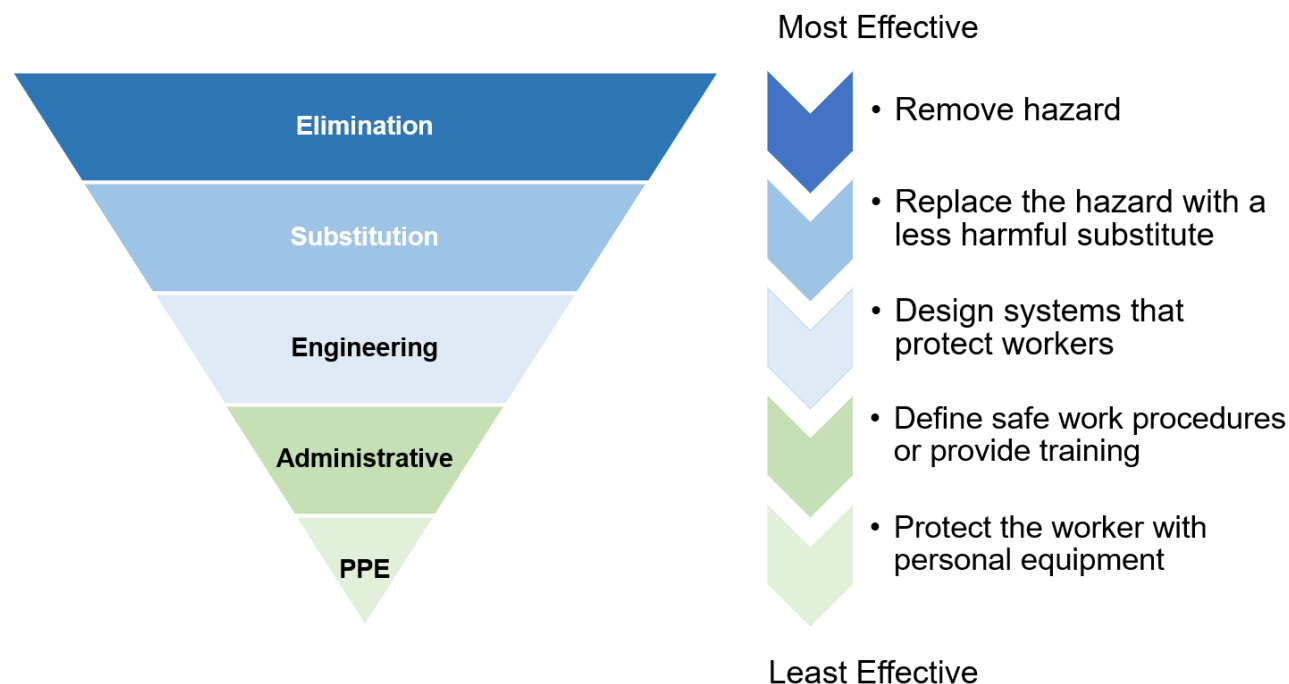 Most Effective
Elimination
• Remove hazard
Substitution
• Replace the hazard with a
less harmful substitute
Engineering
• Design systems that
protect workers
Administrative
• Define safe work procedures
or provide training
PPE
• Protect the worker with
personal equipment
Least Effective